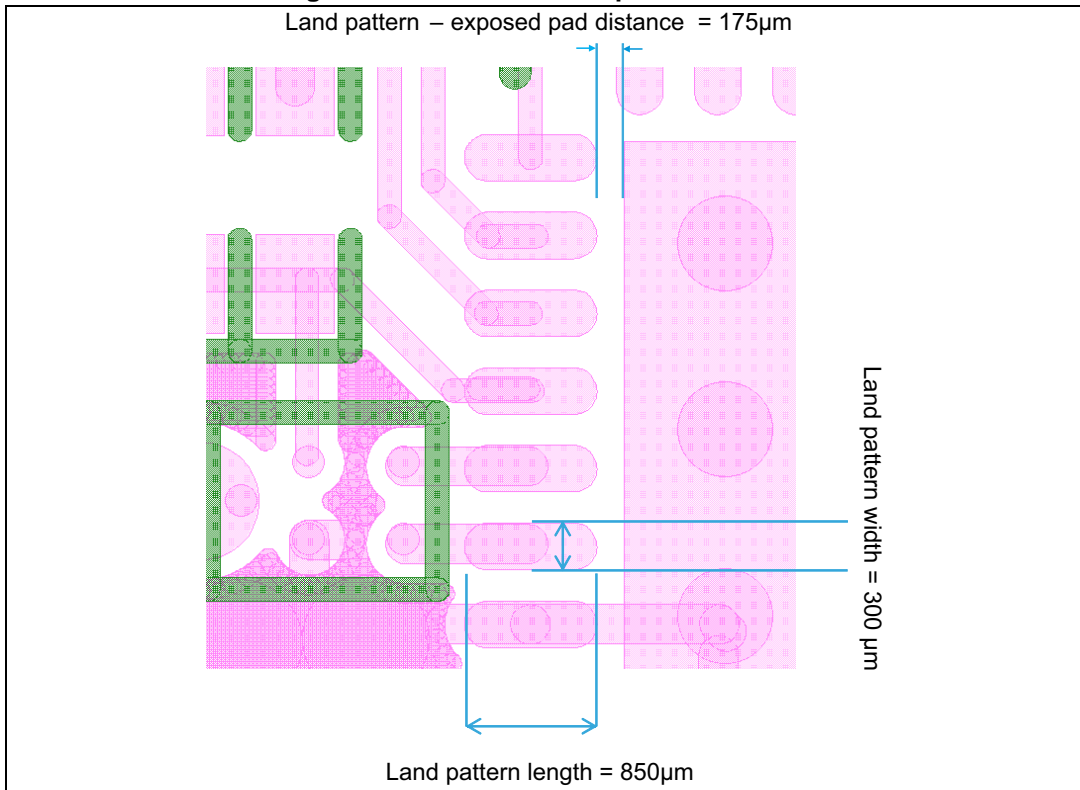 Land pattern – exposed pad distance = 175µm
Land pattern width = 300 µm
Land pattern length = 850µm